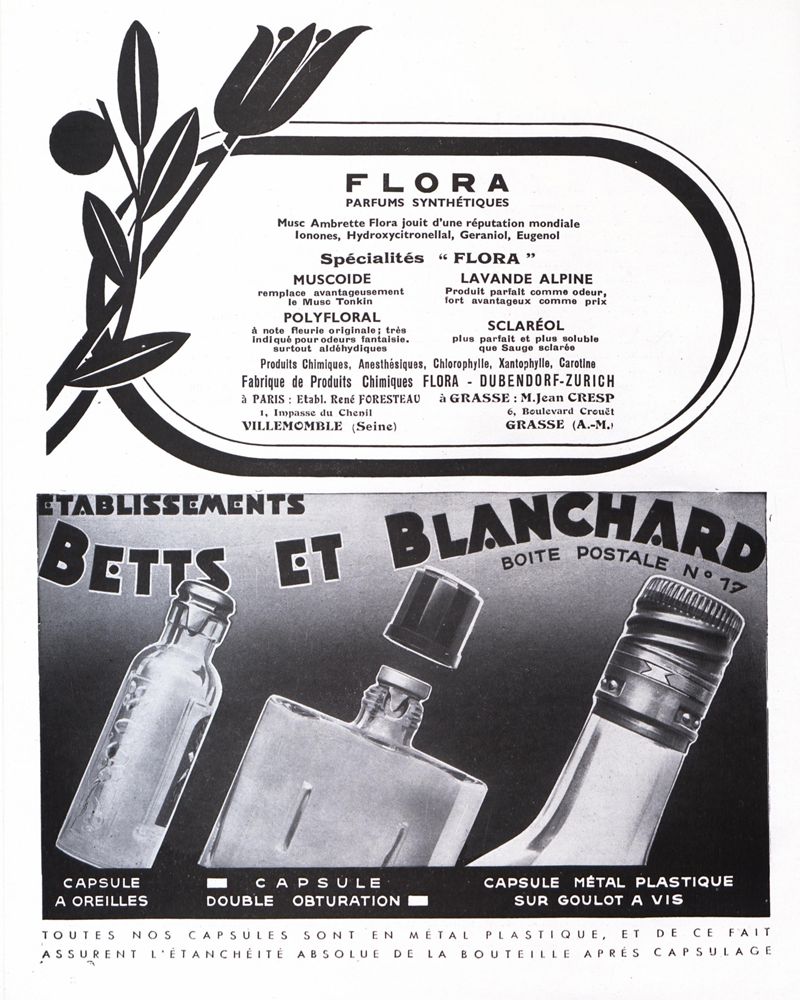 FLORA
PARFUMS SYNTHÉTIQUES
Musc Ambrette Flora jouit d'une réputation mondiale
Ionones, Hydroxycitronellal, Geraniol, Eugenol
Spécialités “ FLORA ”
MUSCOIDE
remplace avantageusement
le Musc Tonkin
LAVANDE ALPINE
Produit parfait comme odeur,
fort avantageux comme prix
POLYFLORAL
à note fleurie originale; très
indiqué pour odeurs fantaisie.
surtout aldéhydiques
SCLARÉOL
plus parfait et plus soluble
que Sauge sclarée
Produits Chimiques, Anesthésiques, Chlorophylle, Xantophylle, Carotine
Fabrique de Produits Chimiques FLORA - DUBENDORF-ZURICH
à PARIS : Etabl. René FORESTEAU
1, Impasse du Chenil
VILLEMOMBLE (Seine)
à GRASSE : M. Jean CRESP
6, Boulevard Crouët
GRASSE (A.-M.)
ETABLISSEMENTS
BETTS ET BLANCHARD
BOITE POSTALE N° 17
CAPSULE
A OREILLES
CAPSULE
DOUBLE OBTURATION
CAPSULE MÉTAL PLASTIQUE
SUR GOULOT A VIS
TOUTES NOS CAPSULES SONT EN MÉTAL PLASTIQUE, ET DE CE FAIT
ASSURENT L'ÉTANCHÉITÉ ABSOLUE DE LA BOUTEILLE APRÉS CAPSULAGE